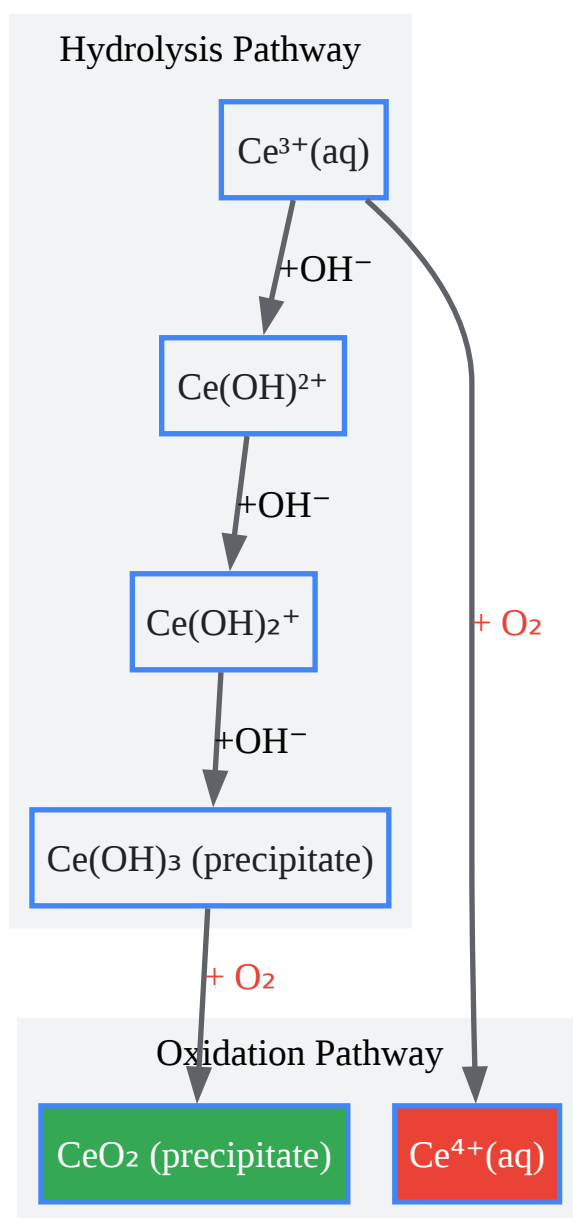 Hydrolysis Pathway
Ce³⁺(aq)
+OH⁻
Ce(OH)²⁺
+OH⁻
Ce(OH)₂⁺
+ O₂
+OH⁻
Ce(OH)₃ (precipitate)
+ O₂
Oxidation Pathway
CeO₂ (precipitate)
Ce⁴⁺(aq)